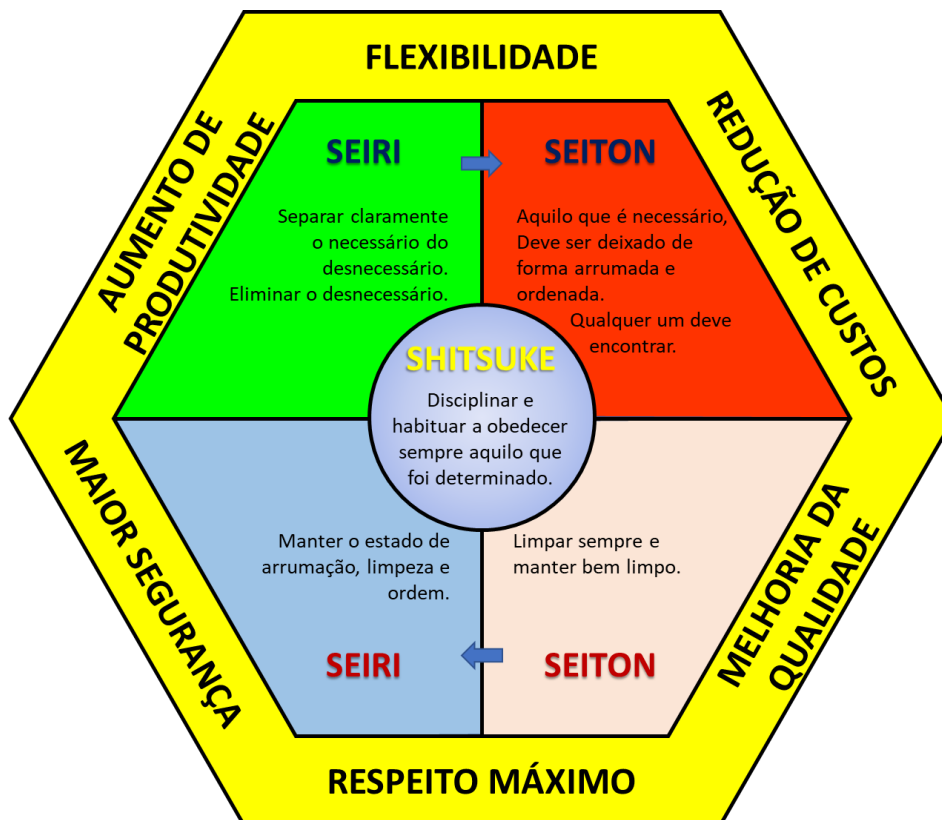 FLEXIBILIDADE
AUMENTO DE
PRODUTIVIDADE
REDUÇÃO DE CUSTOS
SEIRI
Separar claramente
o necessário do
desnecessário.
Eliminar o desnecessário.
SEITON
Aquilo que é necessário,
Deve ser deixado de
forma arrumada e
ordenada.
Qualquer um deve
encontrar.
SHITSUKE
Disciplinar e
habituar a obedecer
sempre aquilo que
foi determinado.
MAIOR SEGURANÇA
Manter o estado de
arrumação, limpeza e
ordem.
SEIRI
Limpar sempre e
manter bem limpo.
SEITON
MELHORIA DA
QUALIDADE
RESPEITO MÁXIMO